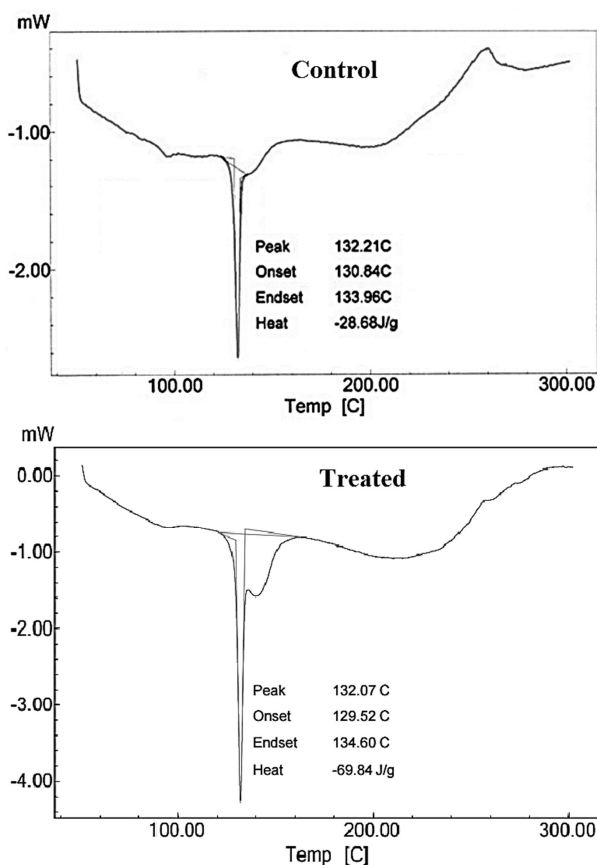 mW
Control
-1.00
-2.00
Peak 132.21C
Onset 130.84C
Endset 133.96C
Heat -28.68J/g
100.00 200.00 300.00
Temp [C]
mW
Treated
0.00
-1.00
-2.00
-3.00
-4.00
Peak 132.07 C
Onset 129.52 C
Endset 134.60 C
Heat -69.84 J/g
100.00 200.00 300.00
Temp [C]